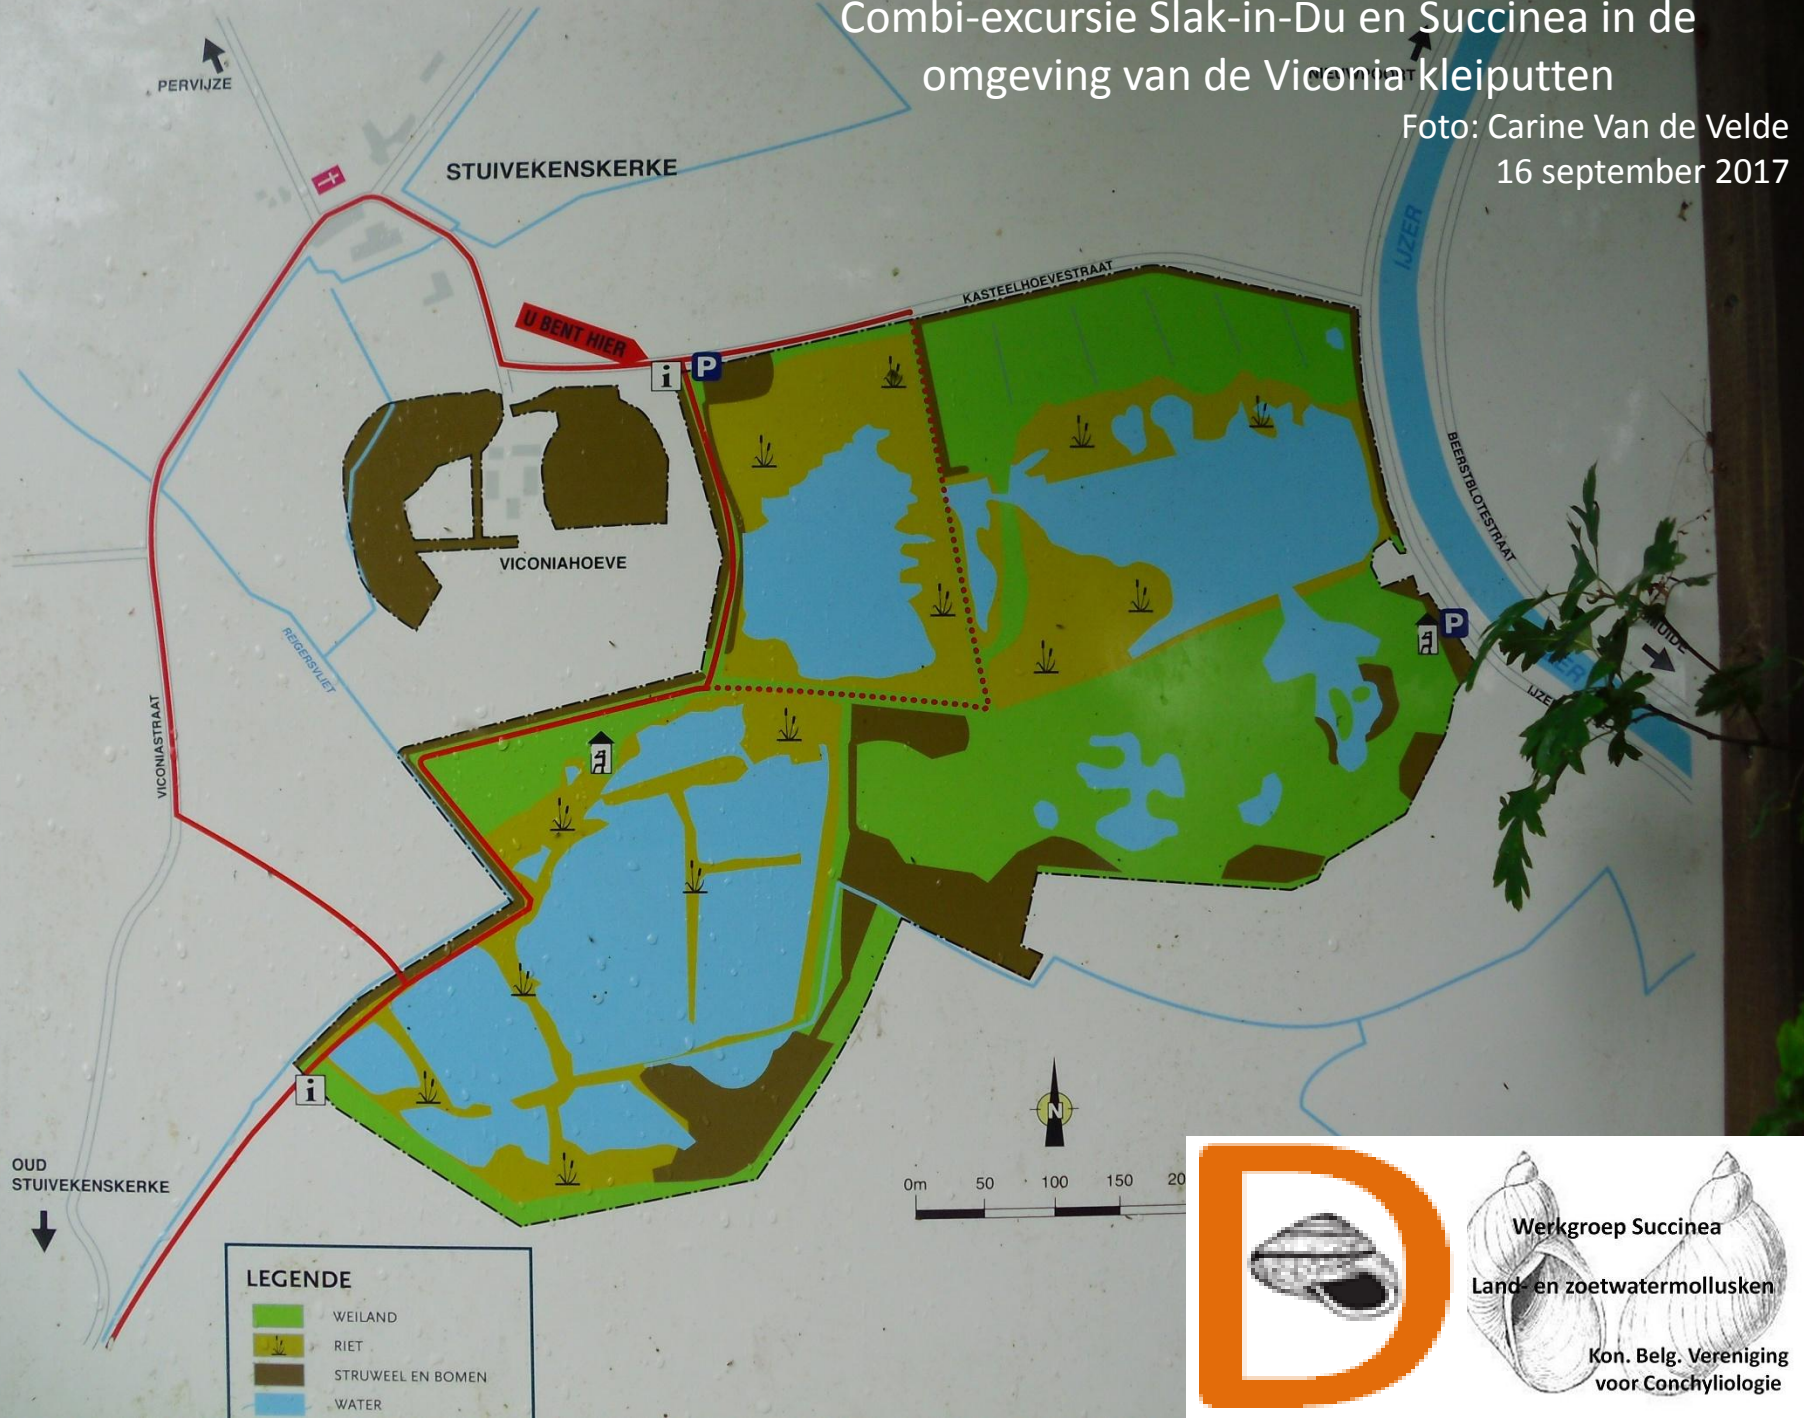 Combi-excursie Slak-in-Du en Succinea in de
omgeving van de Viconia kleiputten
Foto: Carine Van de Velde
16 september 2017
PERVIJZE
NIEUWPOORT
STUIVEKENSKERKE
IJZER
KASTEELHOEVESTRAAT
U BENT HIER
i
P
BEERSTBLOTESTRAAT
VICONIAHOEVE
P
REIGERSVLIET
VICONIASTRAAT
i
N
OUD
STUIVEKENSKERKE
0m 50 100 150
LEGENDE
WEILAND
RIET
STRUWEEL EN BOMEN
WATER
D
Werkgroep Succinea
Land- en zoetwatermollusken
Kon. Belg. Vereniging
voor Conchyliologie